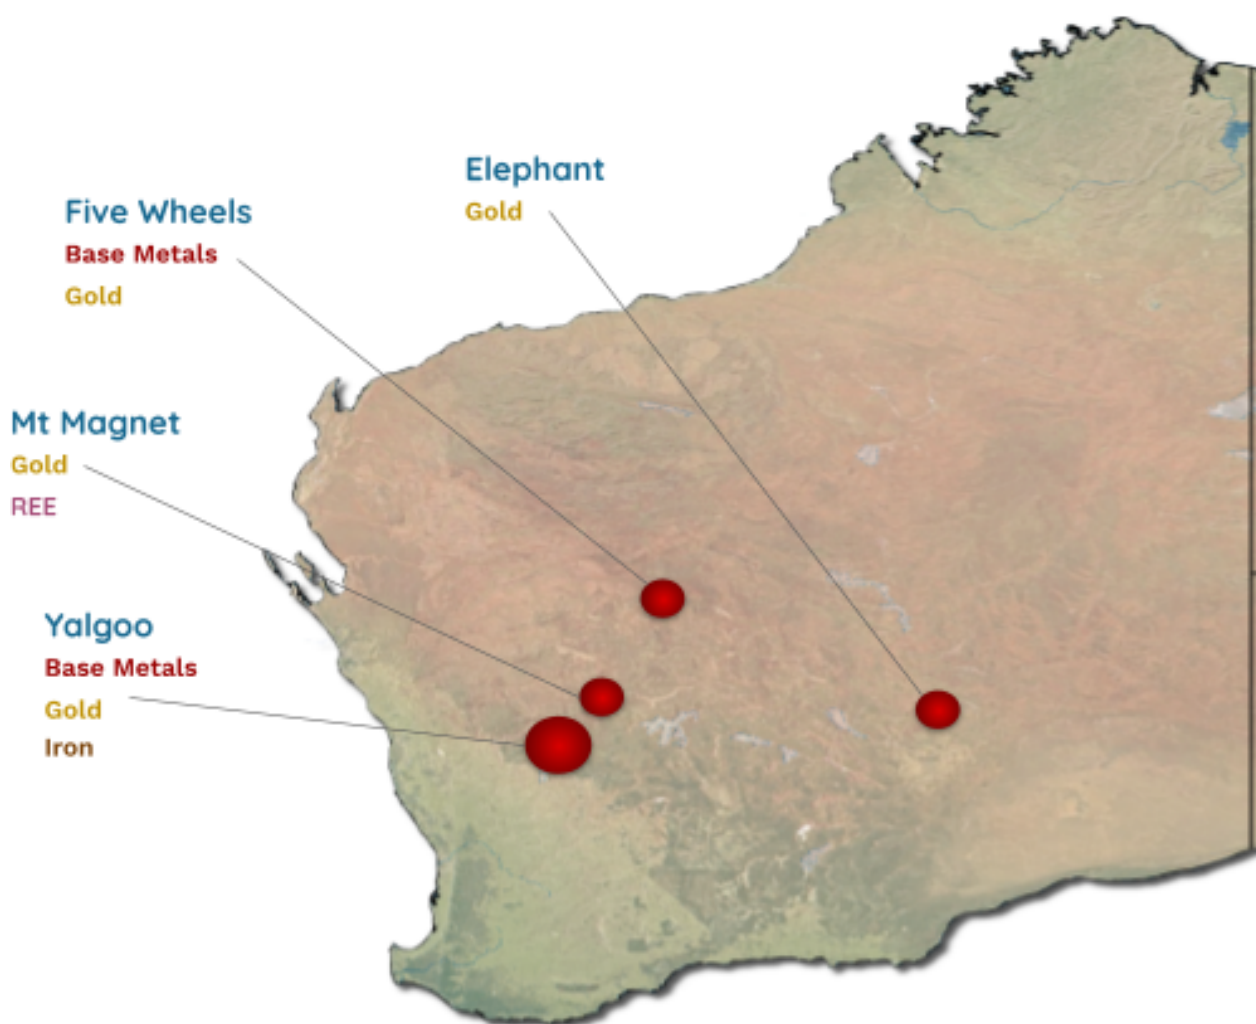 Elephant
Gold
Five Wheels
Base Metals
Gold
Mt Magnet
Gold
REE
Yalgoo
Base Metals
Gold
Iron